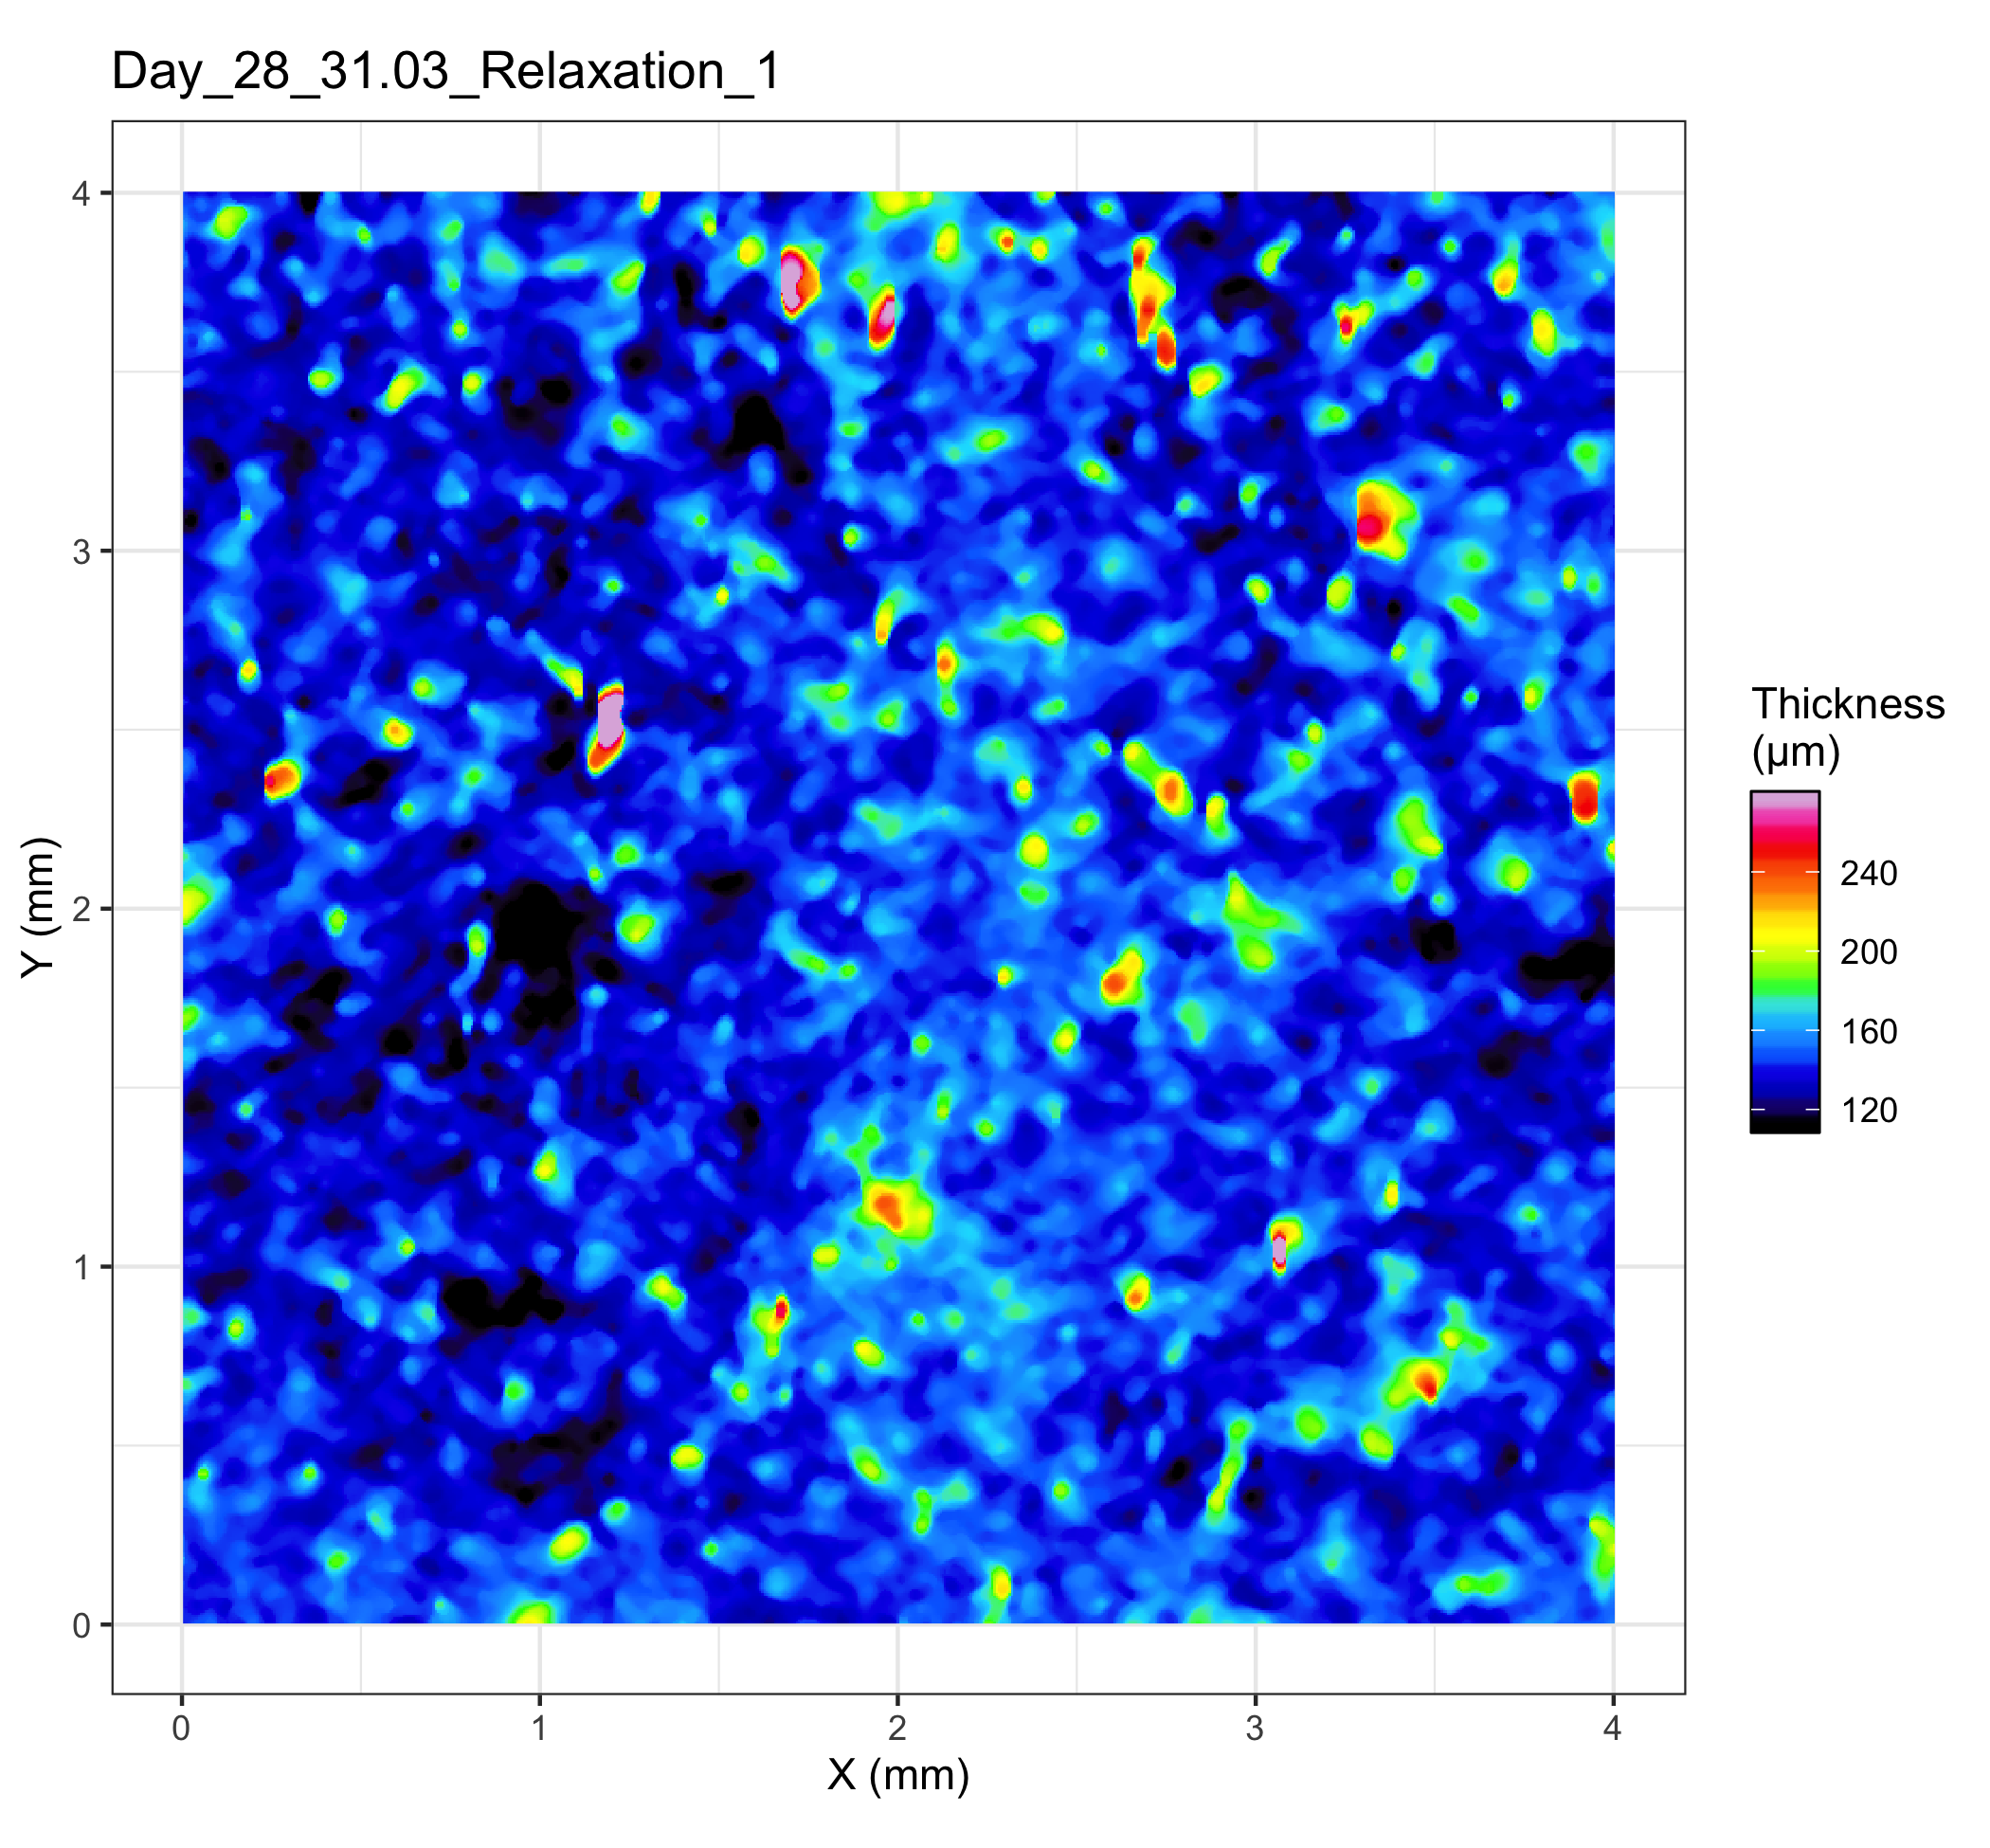 Day_28_31.03_Relaxation_1
4
3
2
1
0
Y (mm)
0 1 2 3 4
X (mm)
Thickness
(μm)
240
200
160
120